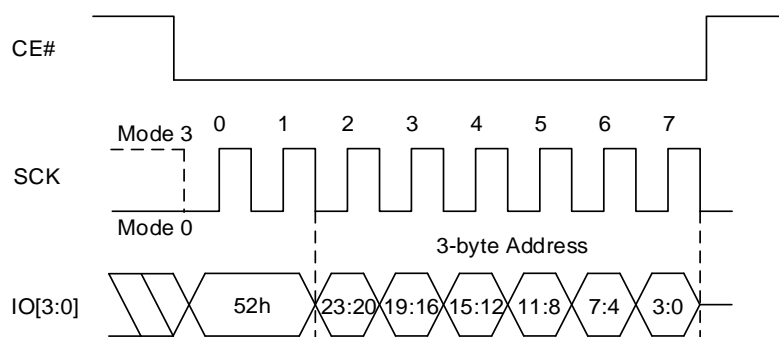 CE#
Mode 3
0 1 2 3 4 5 6 7
SCK
Mode 0
3-byte Address
IO[3:0]
52h 23:20 19:16 15:12 11:8 7:4 3:0